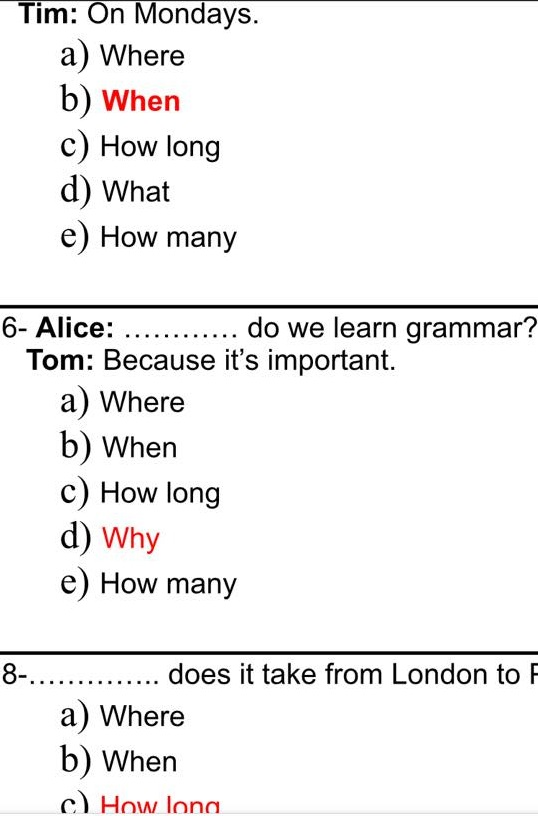 Tim: On Mondays.
a) Where
b) When
c) How long
d) What
e) How many
6- Alice: ............ do we learn grammar?
Tom: Because it's important.
a) Where
b) When
c) How long
d) Why
e) How many
8-.............. does it take from London to
a) Where
b) When
c) How long